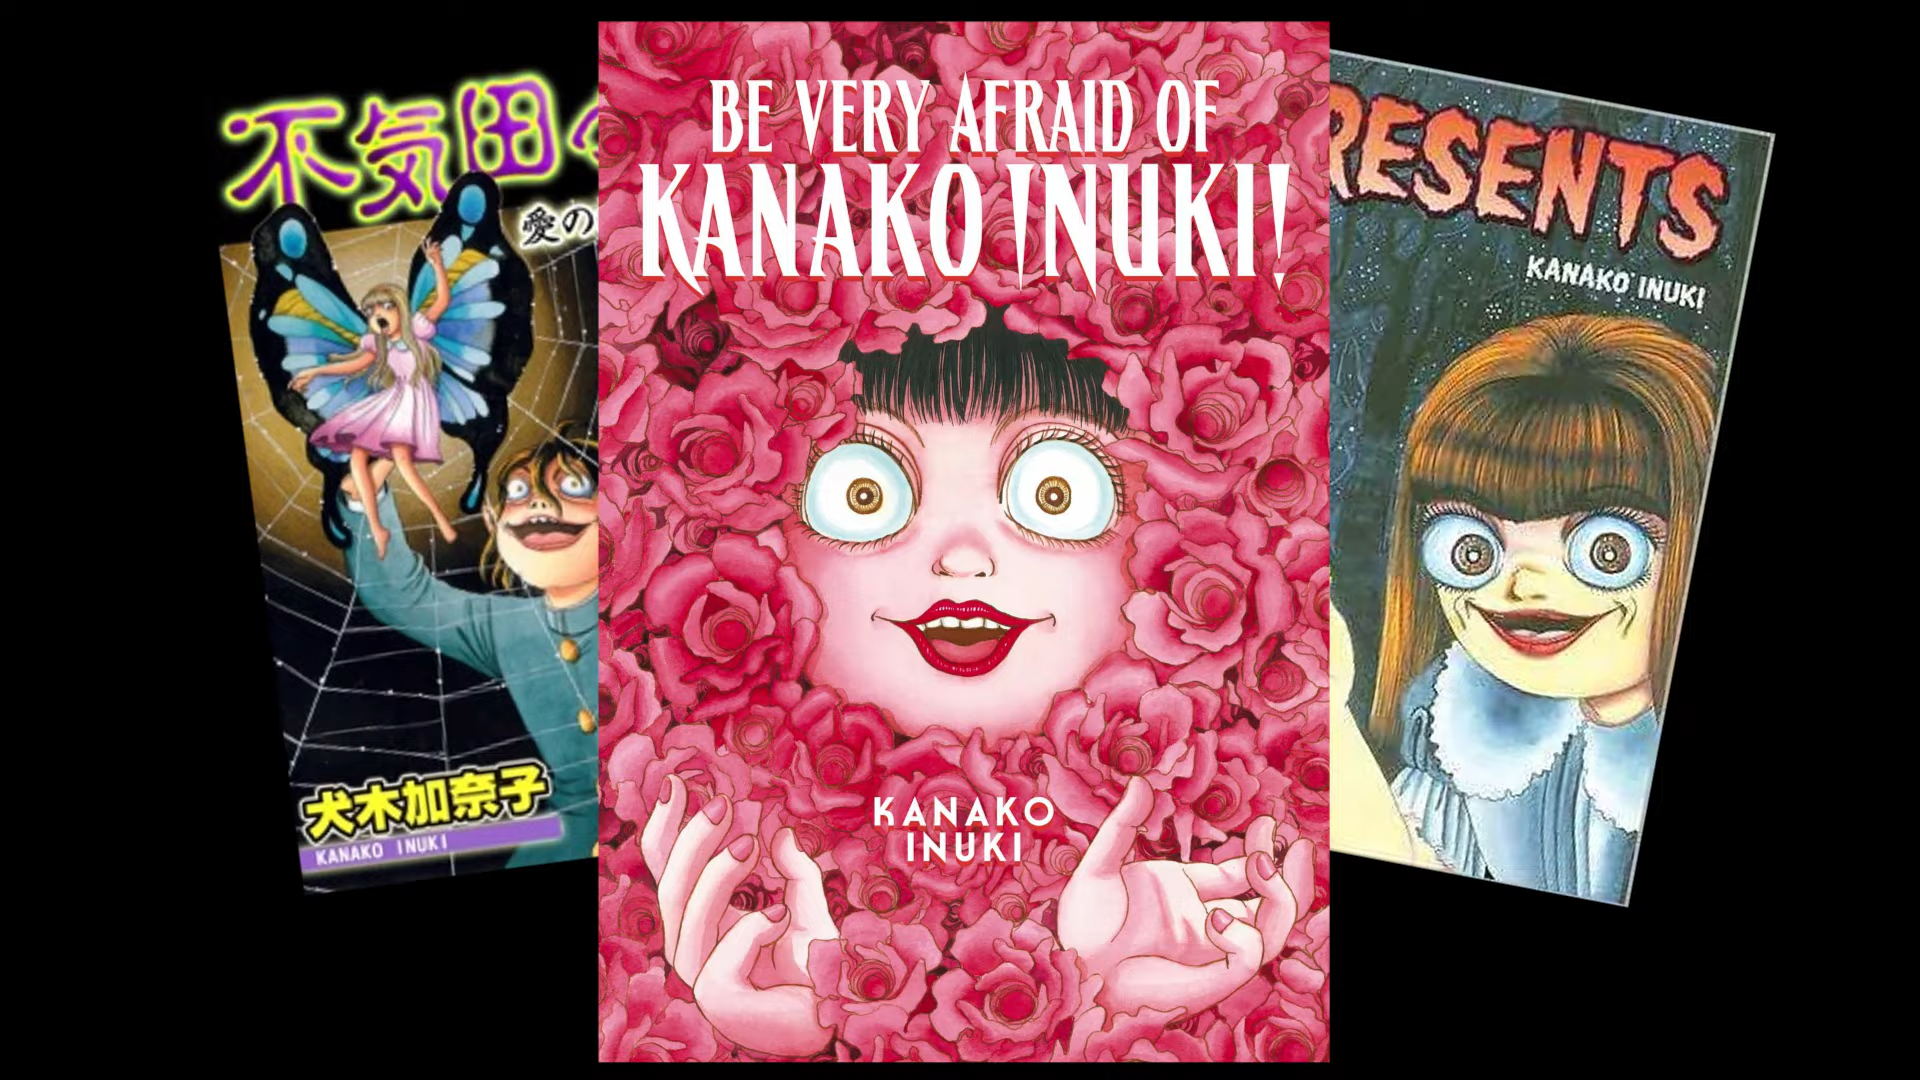 不気田く
愛の
犬木加奈子
KANAKO INUKI
BE VERY AFRAID OF
KANAKO INUKI!
KANAKO
INUKI
RESENTS
KANAKO INUKI